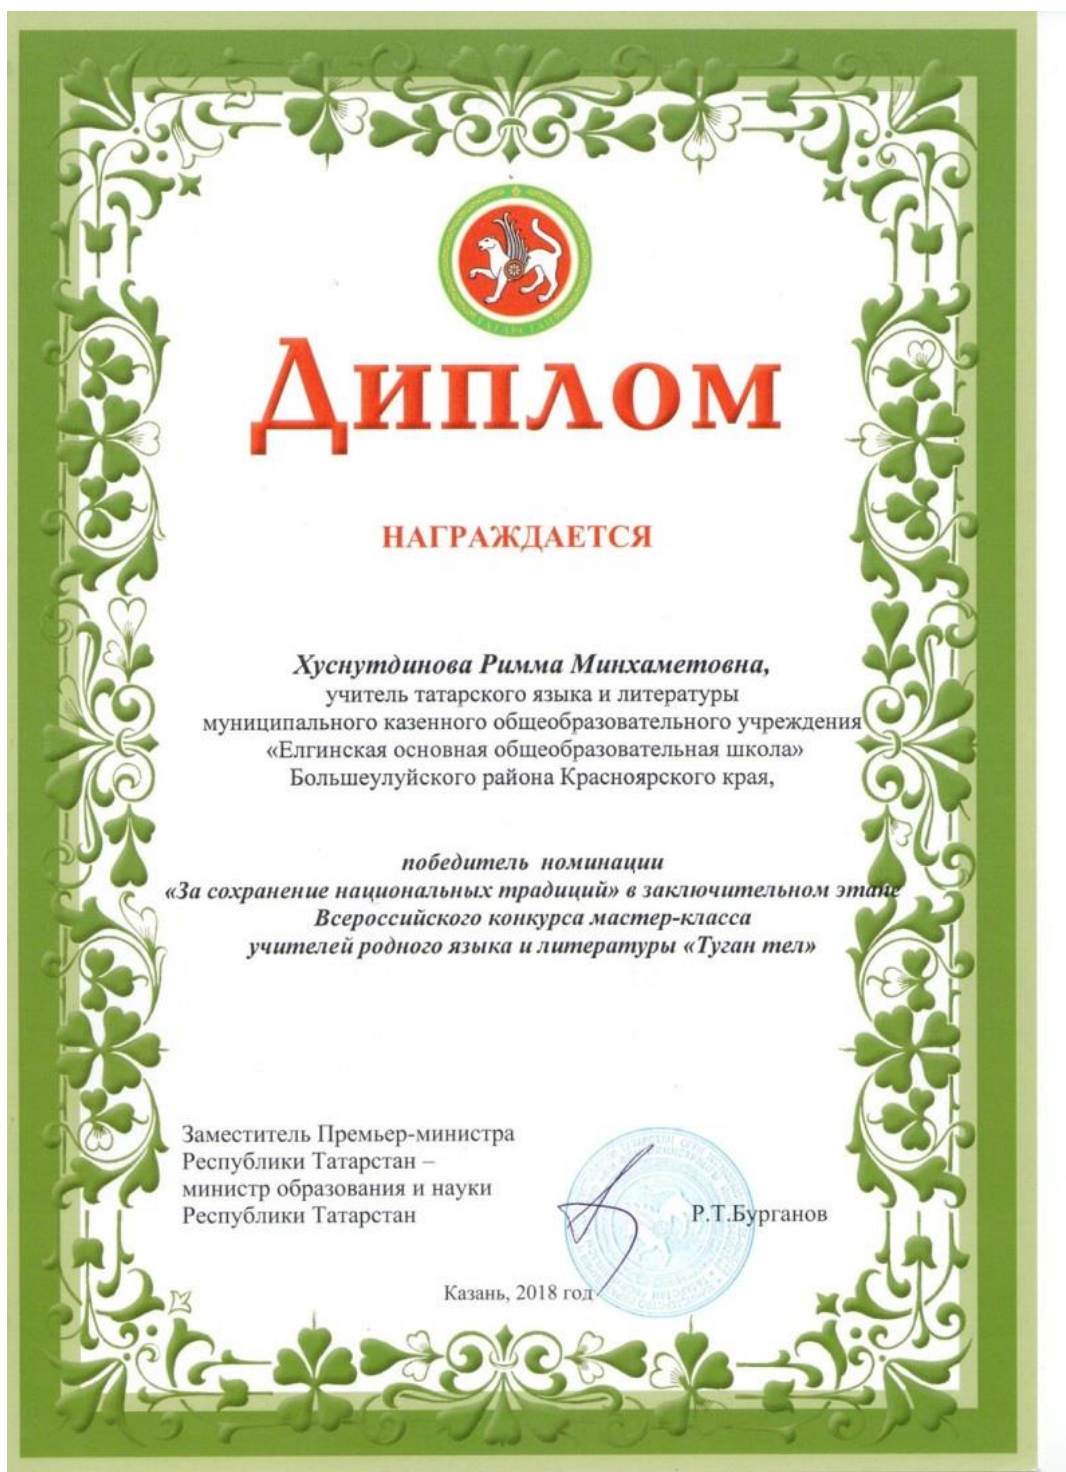 ТАТАРСТАН
Диплом
НАГРАЖДАЕТСЯ
Хуснутдинова Римма Минхаметовна,
учитель татарского языка и литературы
муниципального казенного общеобразовательного учреждения
«Елгинская основная общеобразовательная школа»
Большеулуйского района Красноярского края,
победитель номинации
«За сохранение национальных традиций» в заключительном этапе
Всероссийского конкурса мастер-класса
учителей родного языка и литературы «Туган тел»
Заместитель Премьер-министра
Республики Татарстан –
министр образования и науки
Республики Татарстан
Р.Т.Бурганов
Казань, 2018 год